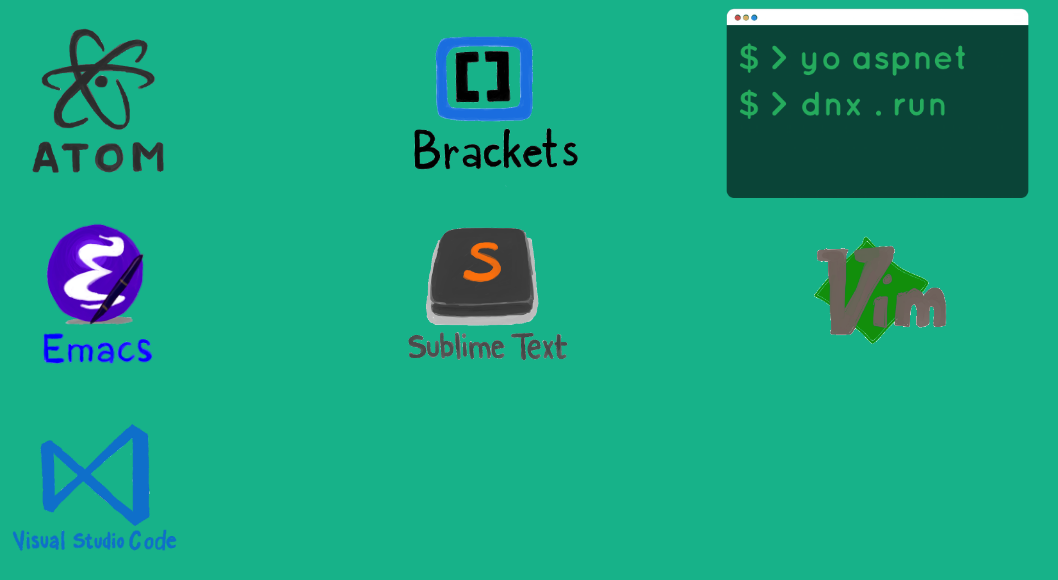 ATOM
Brackets
$ > yo aspnet
$ > dnx . run
Emacs
S
Sublime Text
Vim
Visual Studio Code